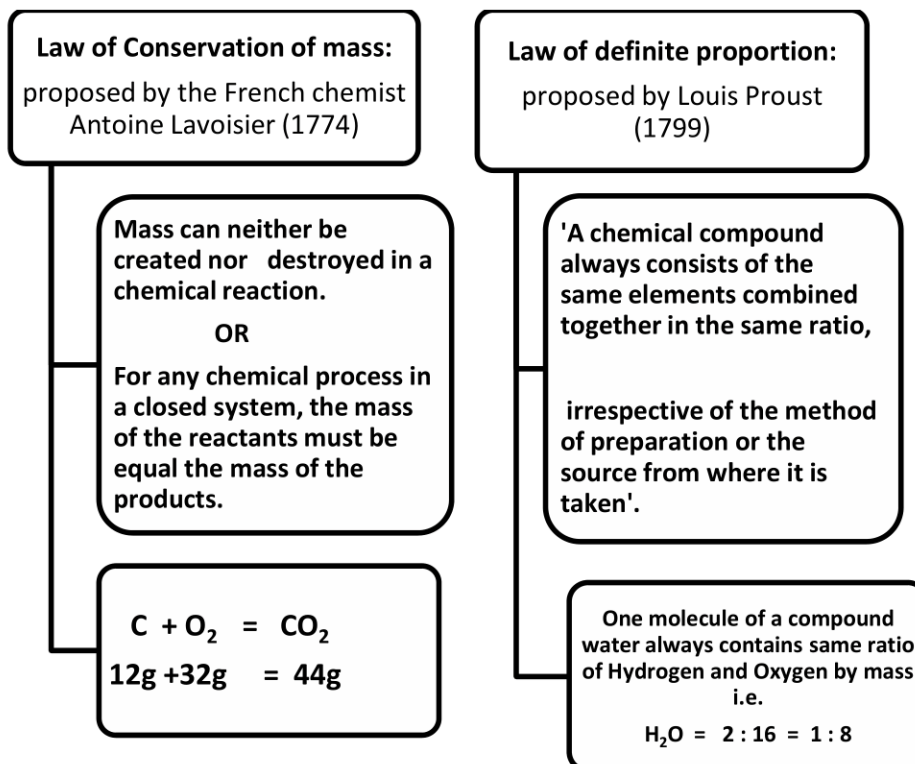 Law of Conservation of mass:
proposed by the French chemist
Antoine Lavoisier (1774)
Mass can neither be
created nor destroyed in a
chemical reaction.
OR
For any chemical process in
a closed system, the mass
of the reactants must be
equal the mass of the
products.
C + O₂ = CO₂
12g +32g = 44g
Law of definite proportion:
proposed by Louis Proust
(1799)
'A chemical compound
always consists of the
same elements combined
together in the same ratio,
irrespective of the method
of preparation or the
source from where it is
taken'.
One molecule of a compound
water always contains same ratio
of Hydrogen and Oxygen by mass
i.e.
H₂O = 2 : 16 = 1 : 8